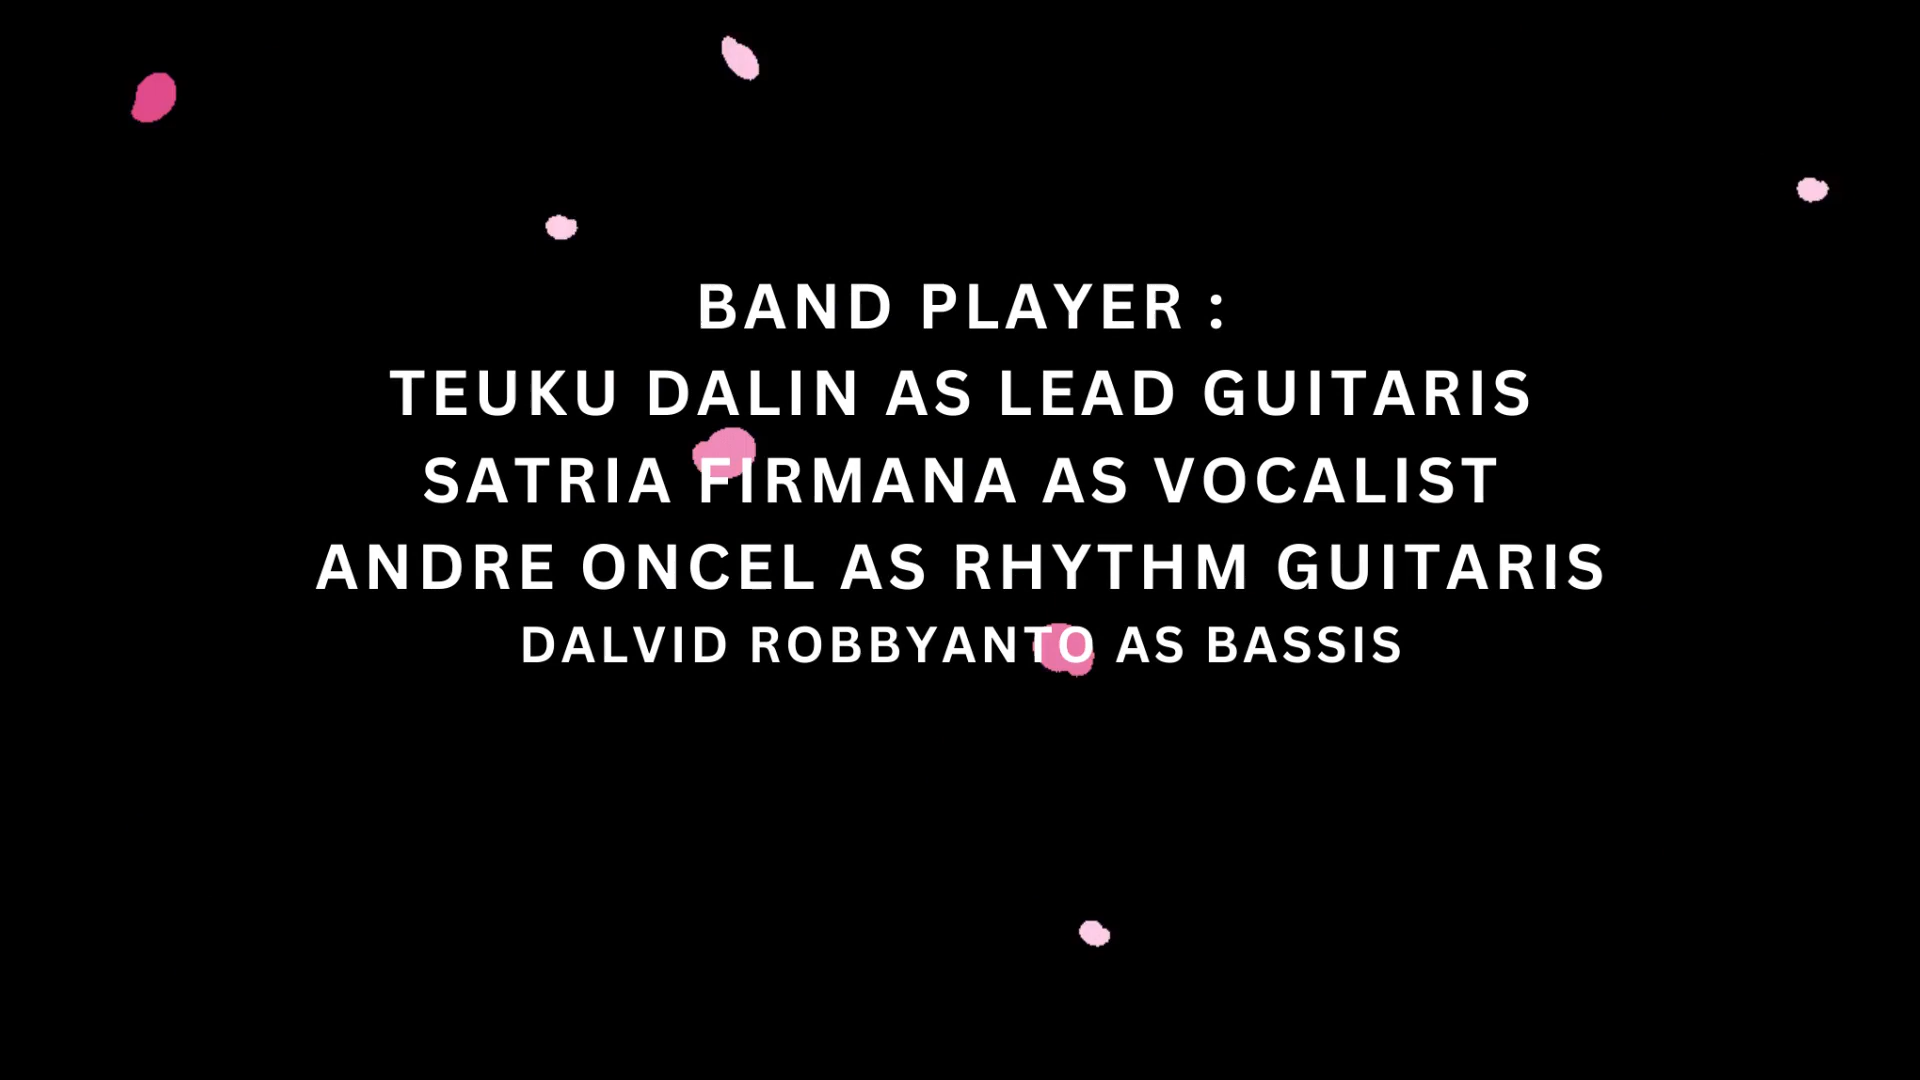 BAND PLAYER :
TEUKU DALIN AS LEAD GUITARIS
SATRIA FIRMANA AS VOCALIST
ANDRE ONCEL AS RHYTHM GUITARIS
DALVID ROBBYANTO AS BASSIS